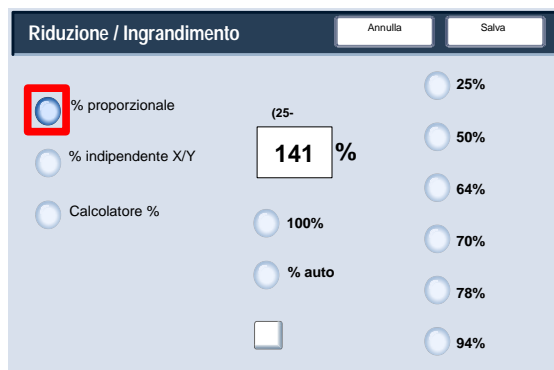 Riduzione / Ingrandimento
Annulla
Salva
% proporzionale
% indipendente X/Y
Calcolatore %
(25-
141 %
100%
% auto
25%
50%
64%
70%
78%
94%